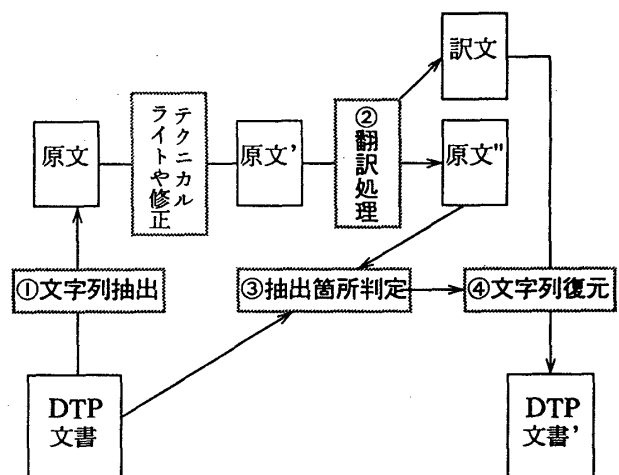 訳文
原文
テクニカル
ライトや修正
原文'
②翻訳処理
原文"
①文字列抽出
③抽出箇所判定
④文字列復元
DTP
文書
DTP
文書'